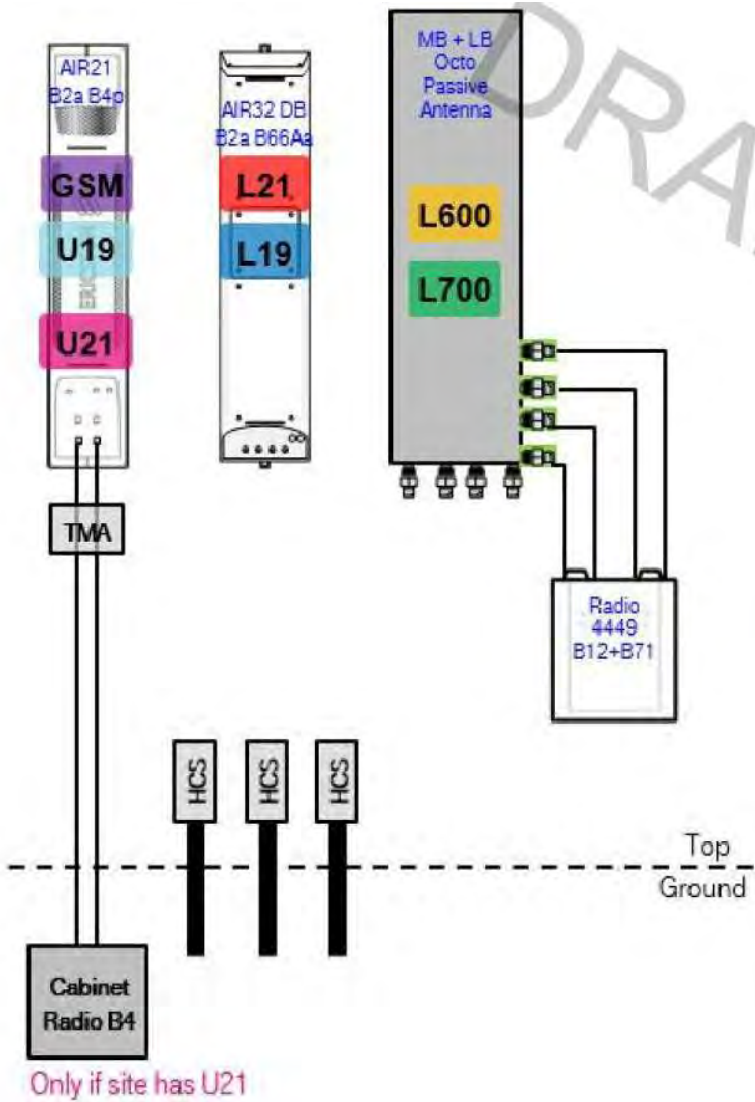 AIR21
B2a B4p
GSM
U19
U21
TMA
AIR32 DB
B2a B66Aa
L21
L19
MB + LB
Octo
Passive
Antenna
L600
L700
Radio
4449
B12+B71
HCS
HCS
HCS
Top
Ground
Cabinet
Radio B4
Only if site has U21